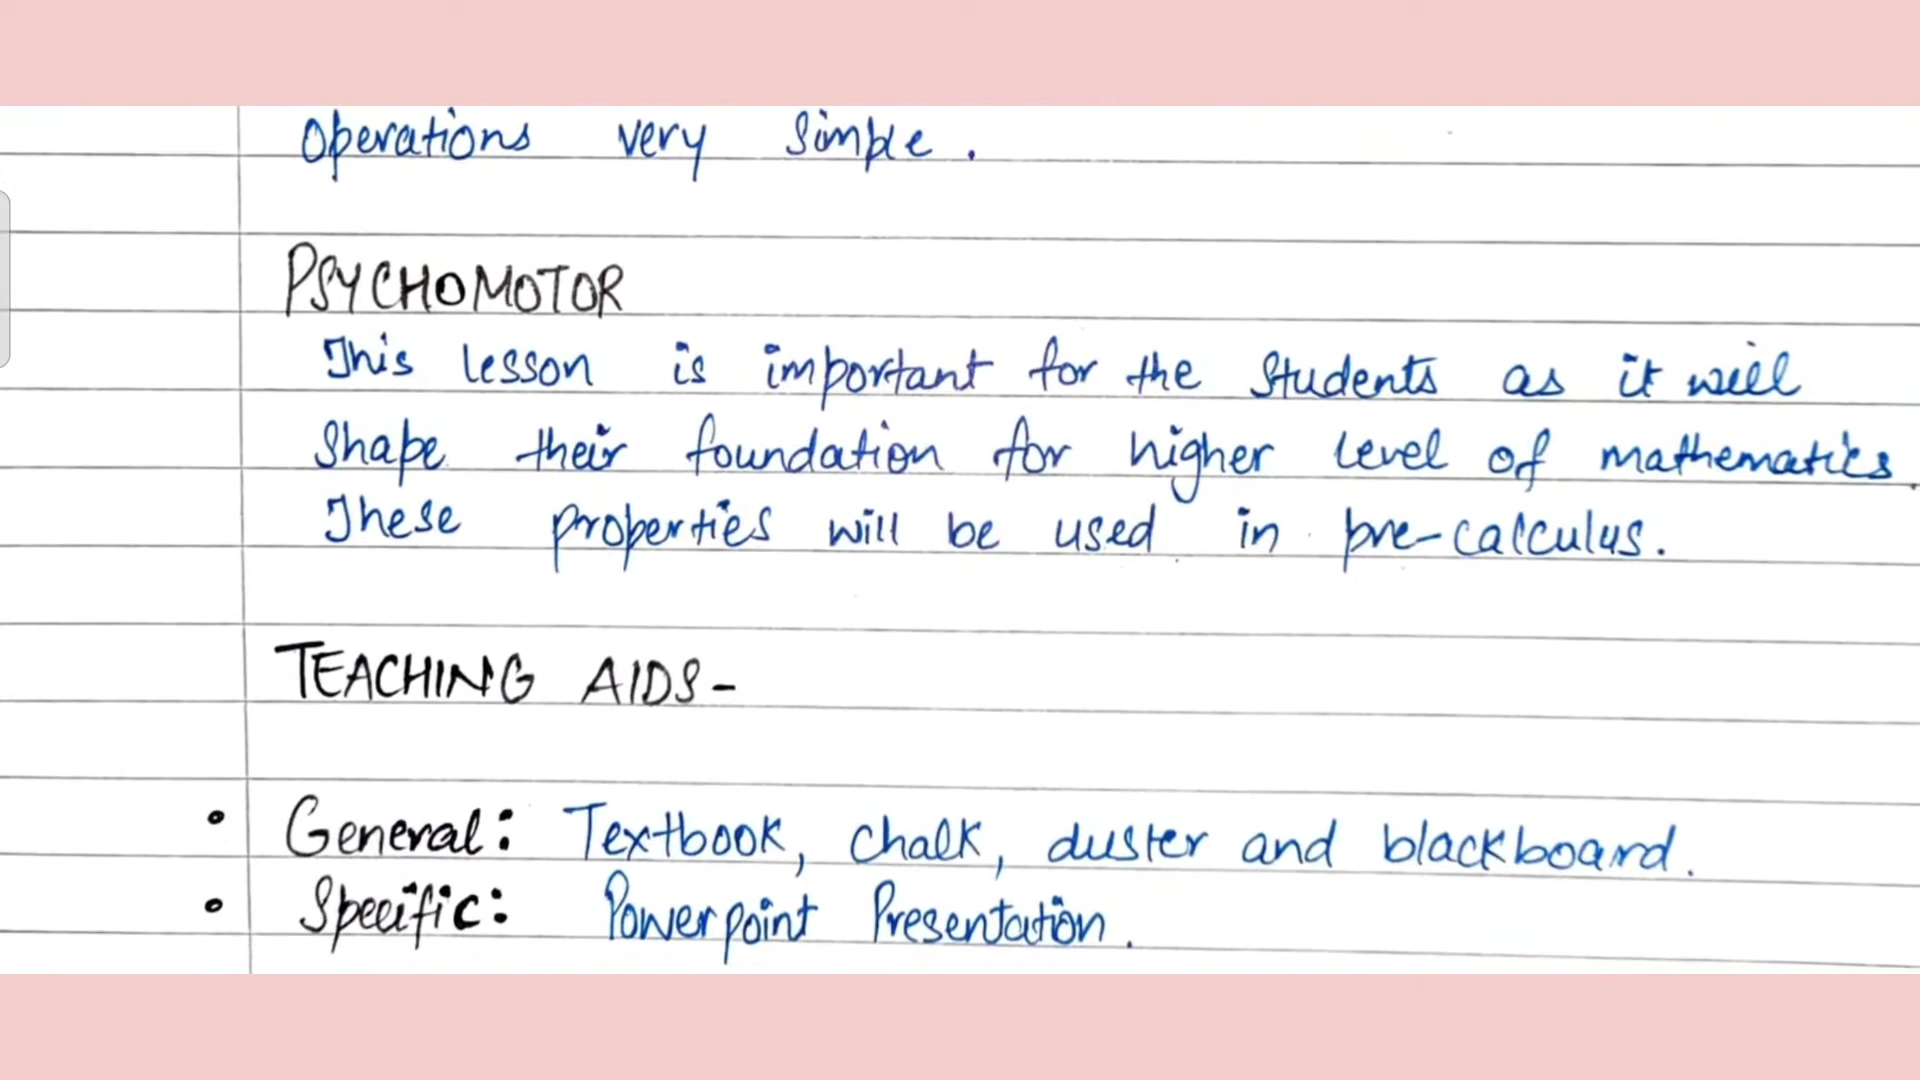 Operations very simple.
PSYCHOMOTOR
This lesson is important for the students as it will
shape their foundation for higher level of mathematics.
These properties will be used in pre-calculus.
TEACHING AIDS-
• General: Textbook, chalk, duster and blackboard.
• Specific: Powerpoint Presentation.